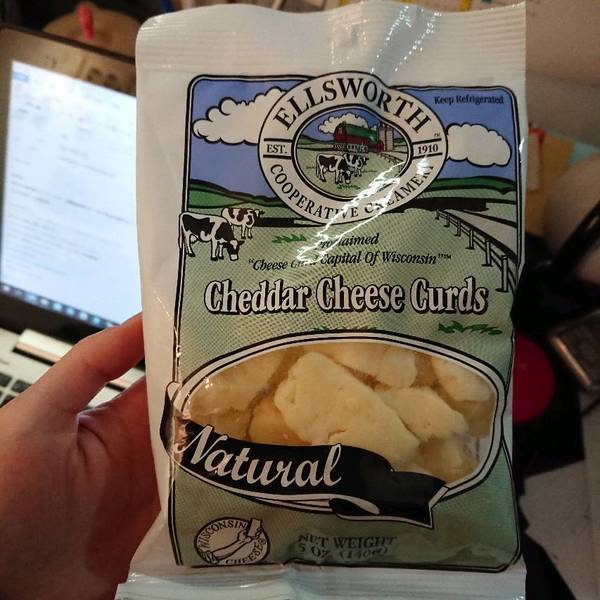 Keep Refrigerated
ELLSWORTH
EST. 1910
COOPERATIVE CREAMERY
Proclaimed
"Cheese Curd Capital Of Wisconsin"™
Cheddar Cheese Curds
Natural
WISCONSIN
CHEESE
NET WEIGHT
5 OZ. (140g)